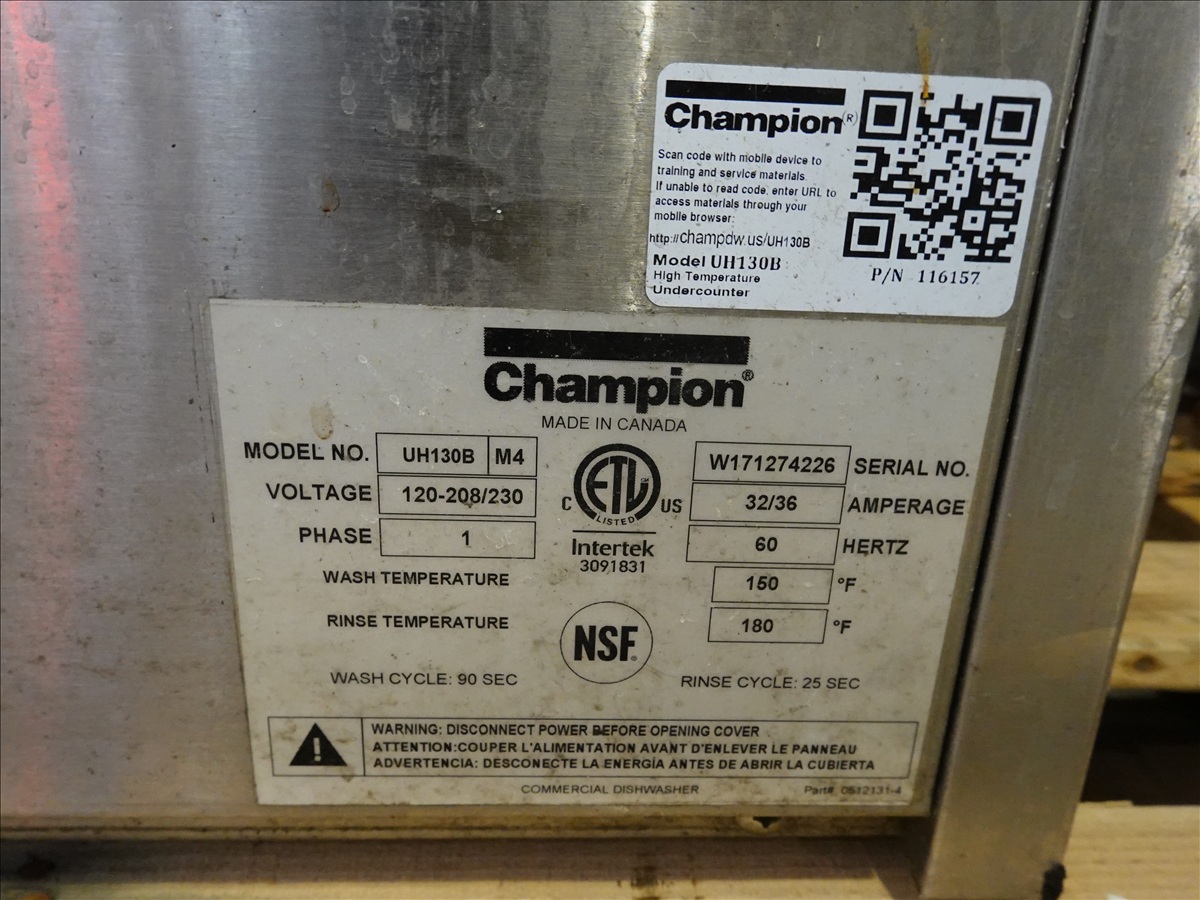 Champion(R)
Scan code with mobile device to
training and service materials.
If unable to read code, enter URL to
access materials through your
mobile browser:
http://champdw.us/UH130B
Model UH130B
High Temperature
Undercounter
P/N 116157
Champion®
MADE IN CANADA
MODEL NO. UH130B M4
W171274226 SERIAL NO.
VOLTAGE 120-208/230
32/36 AMPERAGE
PHASE 1
60 HERTZ
C ETL CM US
LISTED
Intertek
3091831
WASH TEMPERATURE 150 °F
RINSE TEMPERATURE 180 °F
NSF®
WASH CYCLE: 90 SEC
RINSE CYCLE: 25 SEC
WARNING: DISCONNECT POWER BEFORE OPENING COVER
ATTENTION:COUPER L'ALIMENTATION AVANT D'ENLEVER LE PANNEAU
ADVERTENCIA: DESCONECTE LA ENERGÍA ANTES DE ABRIR LA CUBIERTA
COMMERCIAL DISHWASHER
Part# 0512131-4